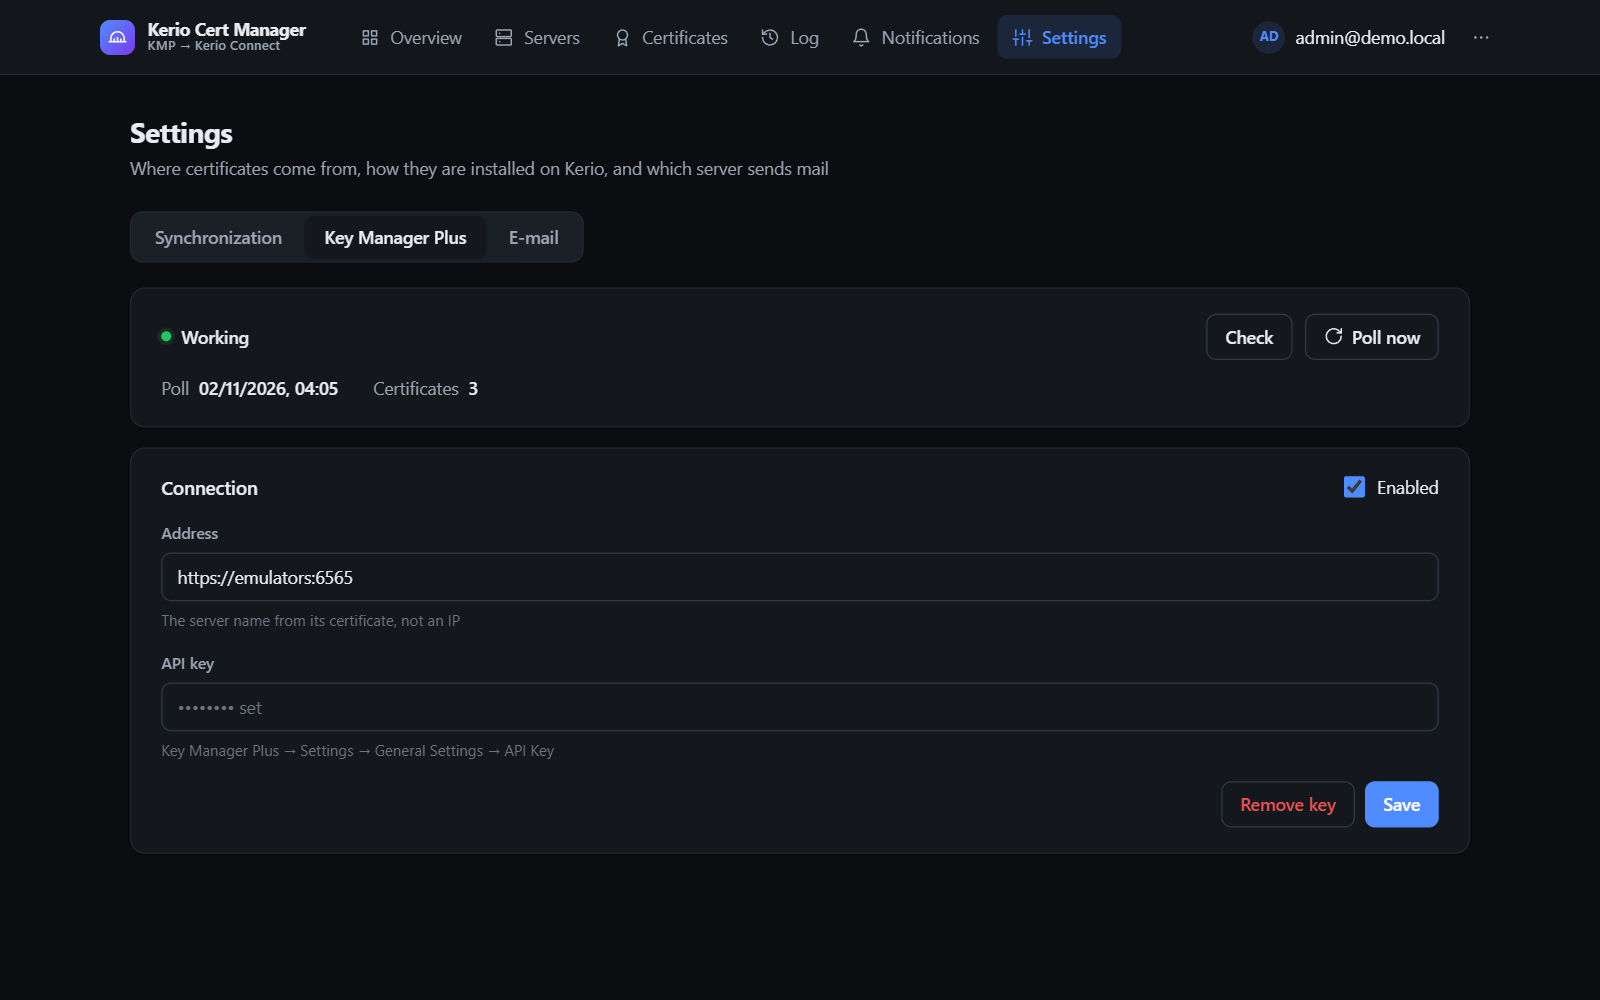 Kerio Cert Manager
KMP → Kerio Connect
Overview
Servers
Certificates
Log
Notifications
Settings
AD
admin@demo.local
...
Settings
Where certificates come from, how they are installed on Kerio, and which server sends mail
Synchronization
Key Manager Plus
E-mail
Working
Check
Poll now
Poll 02/11/2026, 04:05 Certificates 3
Connection
Enabled
Address
https://emulators:6565
The server name from its certificate, not an IP
API key
•••••••• set
Key Manager Plus → Settings → General Settings → API Key
Remove key
Save